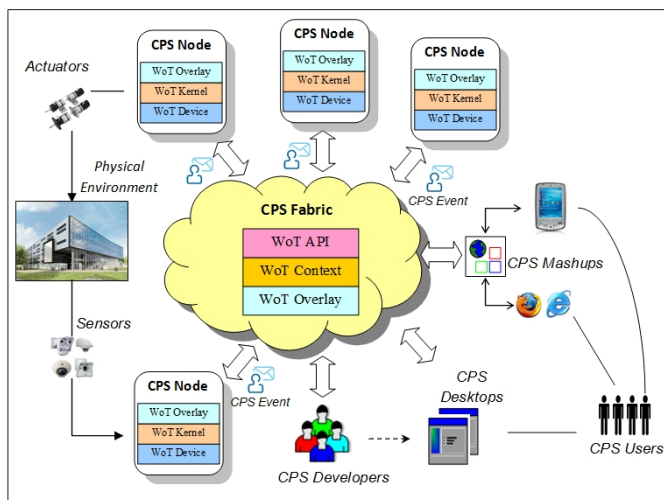 CPS Node
WoT Overlay
WoT Kernel
WoT Device
CPS Node
WoT Overlay
WoT Kernel
WoT Device
CPS Node
WoT Overlay
WoT Kernel
WoT Device
Actuators
Physical
Environment
CPS Event
CPS Fabric
WoT API
WoT Context
WoT Overlay
CPS Mashups
Sensors
CPS Node
WoT Overlay
WoT Kernel
WoT Device
CPS Event
CPS Developers
CPS
Desktops
CPS Users